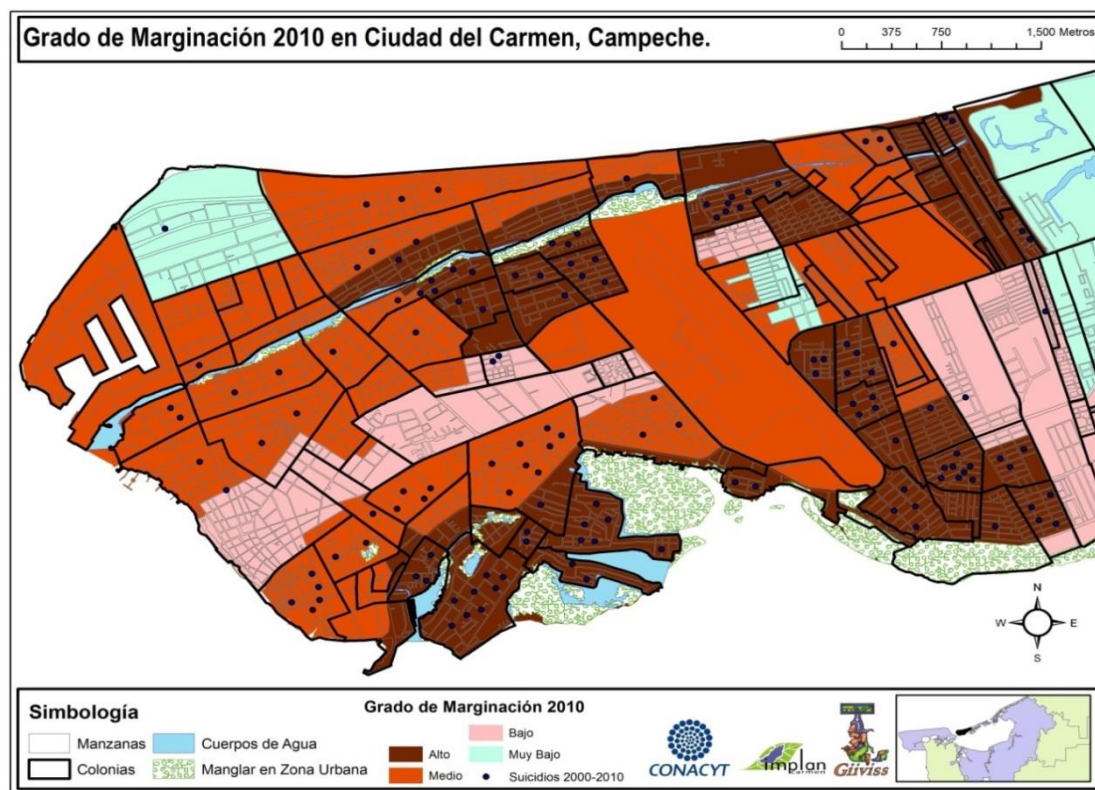 Grado de Marginación 2010 en Ciudad del Carmen, Campeche.
0 375 750 1,500 Metros
N
W E
S
Simbología
Manzanas
Cuerpos de Agua
Colonias
Manglar en Zona Urbana
Grado de Marginación 2010
Alto
Medio
Bajo
Muy Bajo
Suicidios 2000-2010
CONACYT
implan
carmen
Giiviss